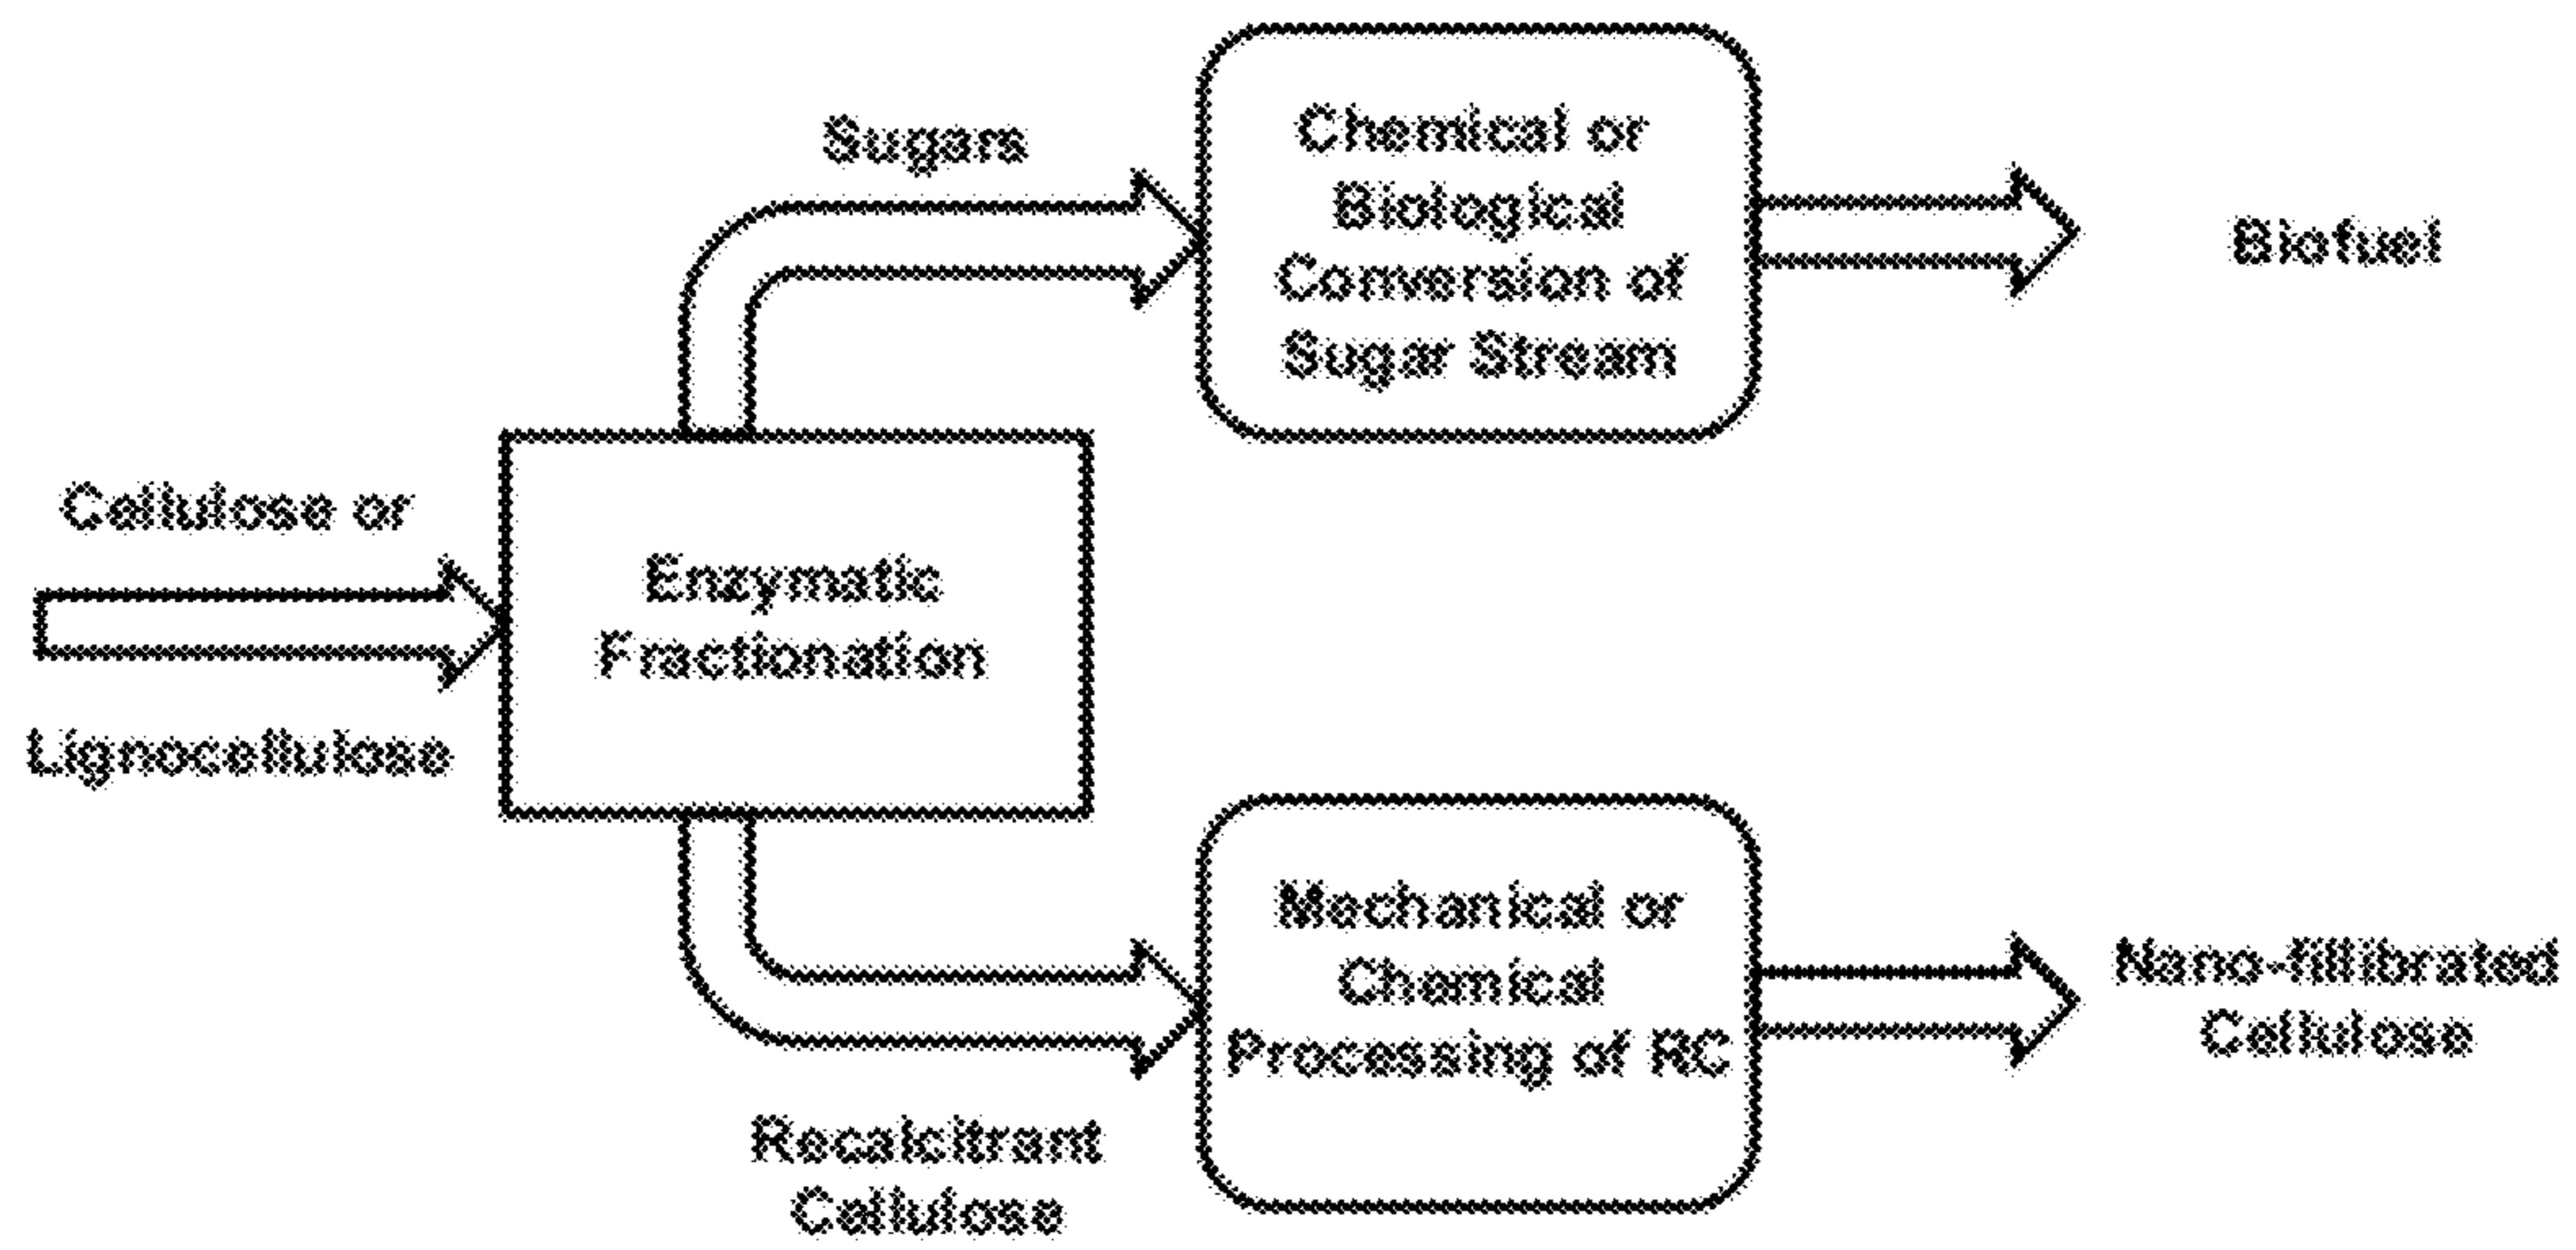 Sugars
Chemical or
Biological
Conversion of
Sugar Stream
Biofuel
Cellulose or
Lignocellulose
Enzymatic
Fractionation
Mechanical or
Chemical
Processing of RC
Nano-fillibrated
Cellulose
Recalcitrant
Cellulose